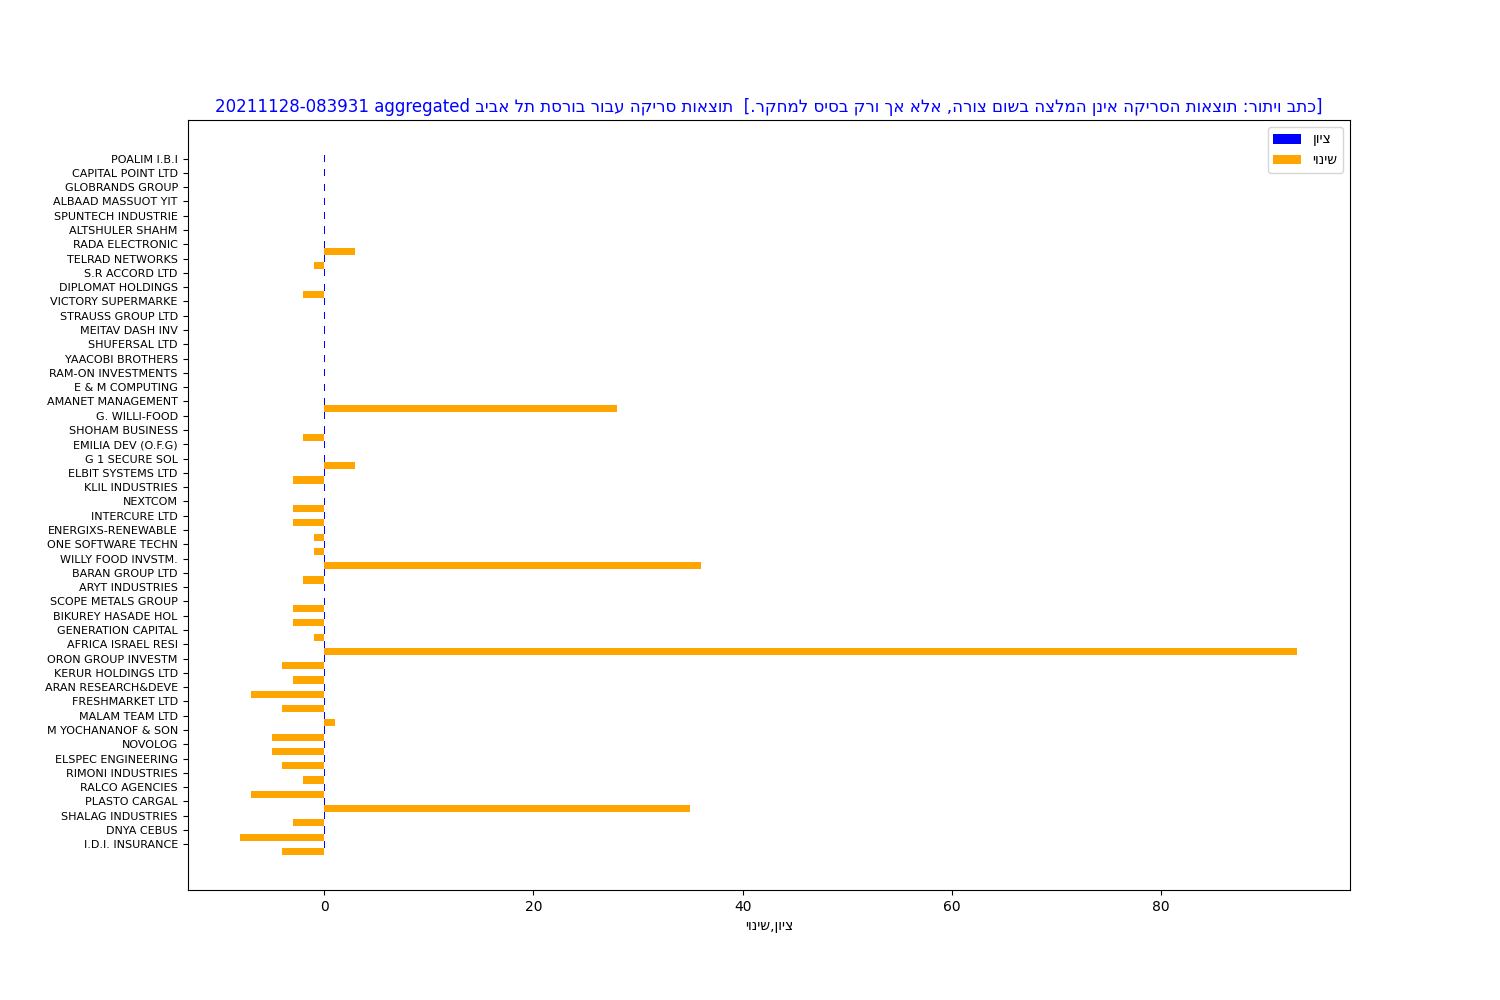 [כתב ויתור: תוצאות הסריקה אינן המלצה בשום צורה, אלא אך ורק בסיס למחקר.] תוצאות סריקה עבור בורסת תל אביב 20211128-083931 aggregated
ציון
שינוי
POALIM I.B.I
CAPITAL POINT LTD
GLOBRANDS GROUP
ALBAAD MASSUOT YIT
SPUNTECH INDUSTRIE
ALTSHULER SHAHM
RADA ELECTRONIC
TELRAD NETWORKS
S.R ACCORD LTD
DIPLOMAT HOLDINGS
VICTORY SUPERMARKE
STRAUSS GROUP LTD
MEITAV DASH INV
SHUFERSAL LTD
YAACOBI BROTHERS
RAM-ON INVESTMENTS
E & M COMPUTING
AMANET MANAGEMENT
G. WILLI-FOOD
SHOHAM BUSINESS
EMILIA DEV (O.F.G)
G 1 SECURE SOL
ELBIT SYSTEMS LTD
KLIL INDUSTRIES
NEXTCOM
INTERCURE LTD
ENERGIXS-RENEWABLE
ONE SOFTWARE TECHN
WILLY FOOD INVSTM.
BARAN GROUP LTD
ARYT INDUSTRIES
SCOPE METALS GROUP
BIKUREY HASADE HOL
GENERATION CAPITAL
AFRICA ISRAEL RESI
ORON GROUP INVESTM
KERUR HOLDINGS LTD
ARAN RESEARCH&DEVE
FRESHMARKET LTD
MALAM TEAM LTD
M YOCHANANOF & SON
NOVOLOG
ELSPEC ENGINEERING
RIMONI INDUSTRIES
RALCO AGENCIES
PLASTO CARGAL
SHALAG INDUSTRIES
DNYA CEBUS
I.D.I. INSURANCE
0 20 40 60 80
ציון,שינוי